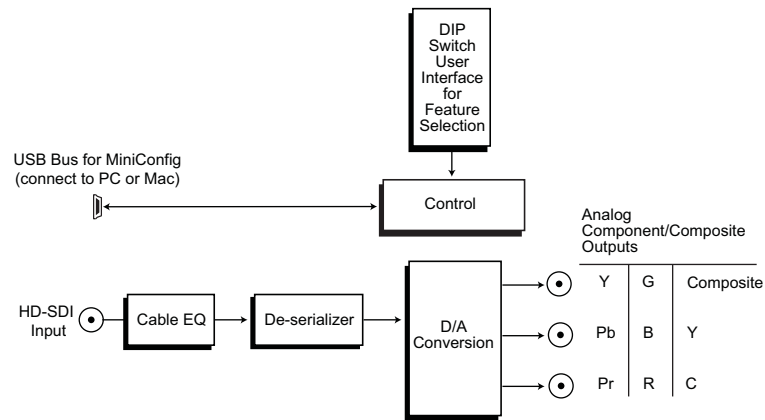 DIP
Switch
User
Interface
for
Feature
Selection
USB Bus for MiniConfig
(connect to PC or Mac)
Control
Analog
Component/Composite
Outputs
HD-SDI
Input
Cable EQ
De-serializer
D/A
Conversion
Y G Composite
Pb B Y
Pr R C